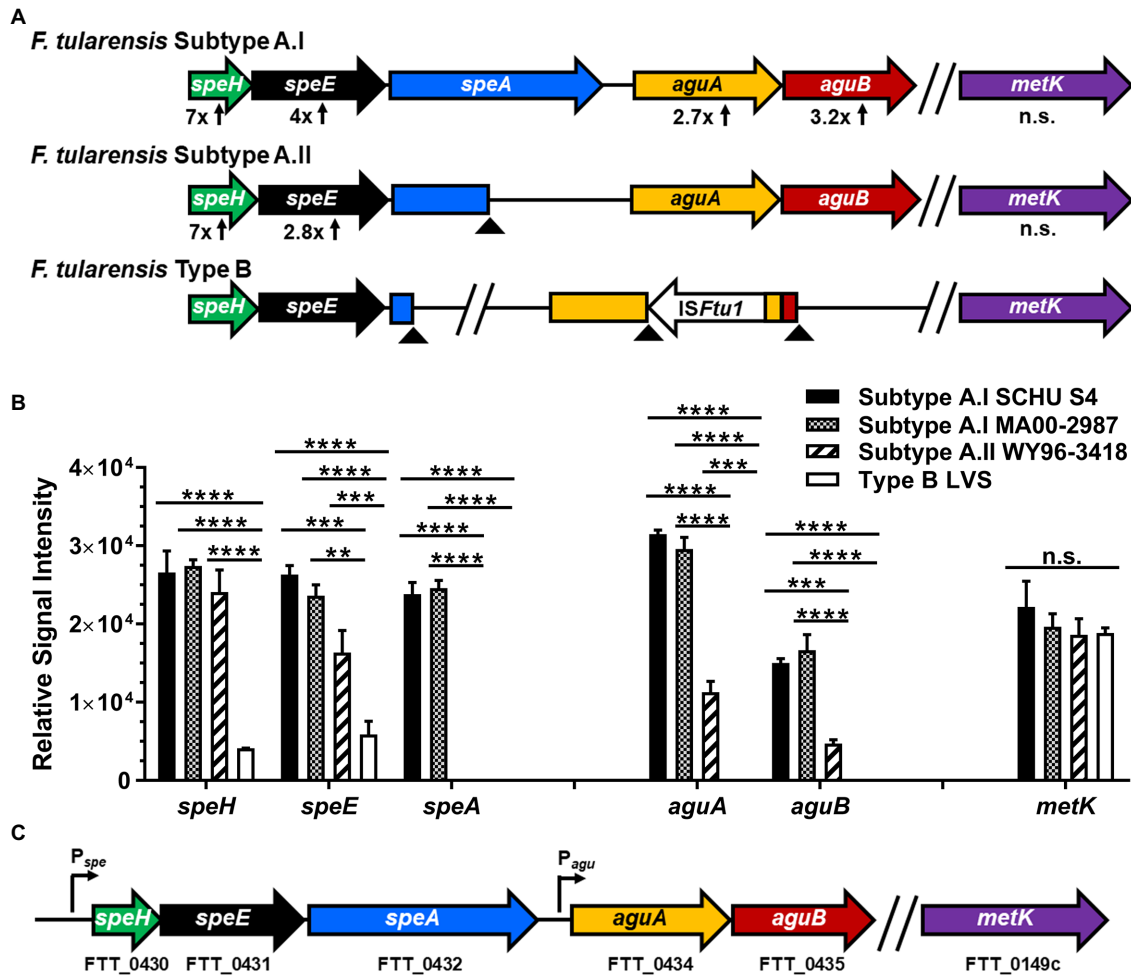 A
F. tularensis Subtype A.I
speH speE speA aguA aguB metK
7x 4x 2.7x 3.2x n.s.
F. tularensis Subtype A.II
speH speE aguA aguB metK
7x 2.8x n.s.
F. tularensis Type B
speH speE ISFtu1 metK
B
Subtype A.I SCHU S4
Subtype A.I MA00-2987
Subtype A.II WY96-3418
Type B LVS
Relative Signal Intensity
4×10⁴
3×10⁴
2×10⁴
1×10⁴
0
**** **** ****
**** **** *** *** **
**** **** **** ****
**** **** *** **** ****
**** **** *** ****
n.s.
speH speE speA aguA aguB metK
C
Pspe Pagu
speH speE speA aguA aguB metK
FTT_0430 FTT_0431 FTT_0432 FTT_0434 FTT_0435 FTT_0149c